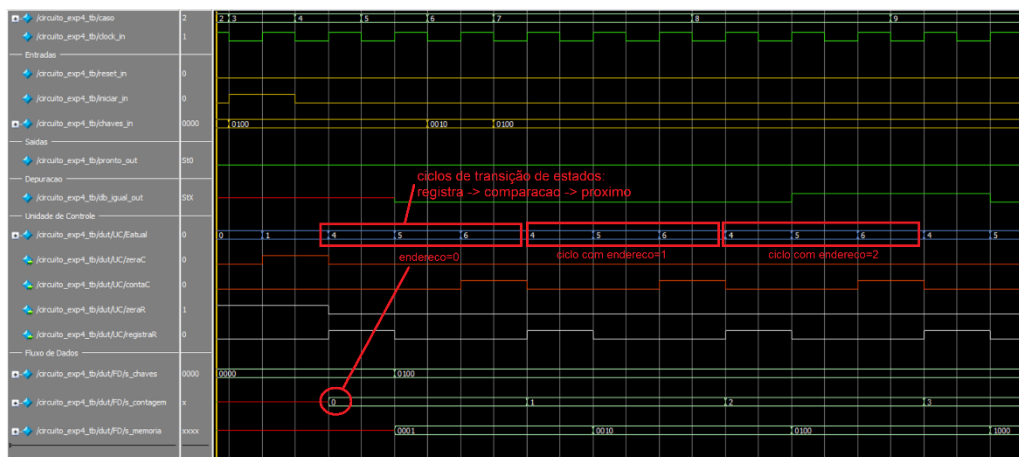 /circuito_exp4_tb/caso 2 2 3 4 5 6 7 8 9
/circuito_exp4_tb/clock_in 1
Entradas
/circuito_exp4_tb/reset_in 0
/circuito_exp4_tb/iniciar_in 0
/circuito_exp4_tb/chaves_in 0000 0100 0010 0100
Saidas
/circuito_exp4_tb/pronto_out St0
Depuracao
ciclos de transição de estados:
registra -> comparacao -> proximo
/circuito_exp4_tb/db_igual_out StX
Unidade de Controle
/circuito_exp4_tb/dut/UC/Eatual 0 0 1 4 5 6 4 5 6 4 5 6 4 5
endereco=0 ciclo com endereco=1 ciclo com endereco=2
/circuito_exp4_tb/dut/UC/zeraC 0
/circuito_exp4_tb/dut/UC/contaC 0
/circuito_exp4_tb/dut/UC/zeraR 1
/circuito_exp4_tb/dut/UC/registraR 0
Fluxo de Dados
/circuito_exp4_tb/dut/FD/s_chaves 0000 0000 0100
/circuito_exp4_tb/dut/FD/s_contagem x 0 1 2 3
/circuito_exp4_tb/dut/FD/s_memoria xxxx 0001 0010 0100 1000